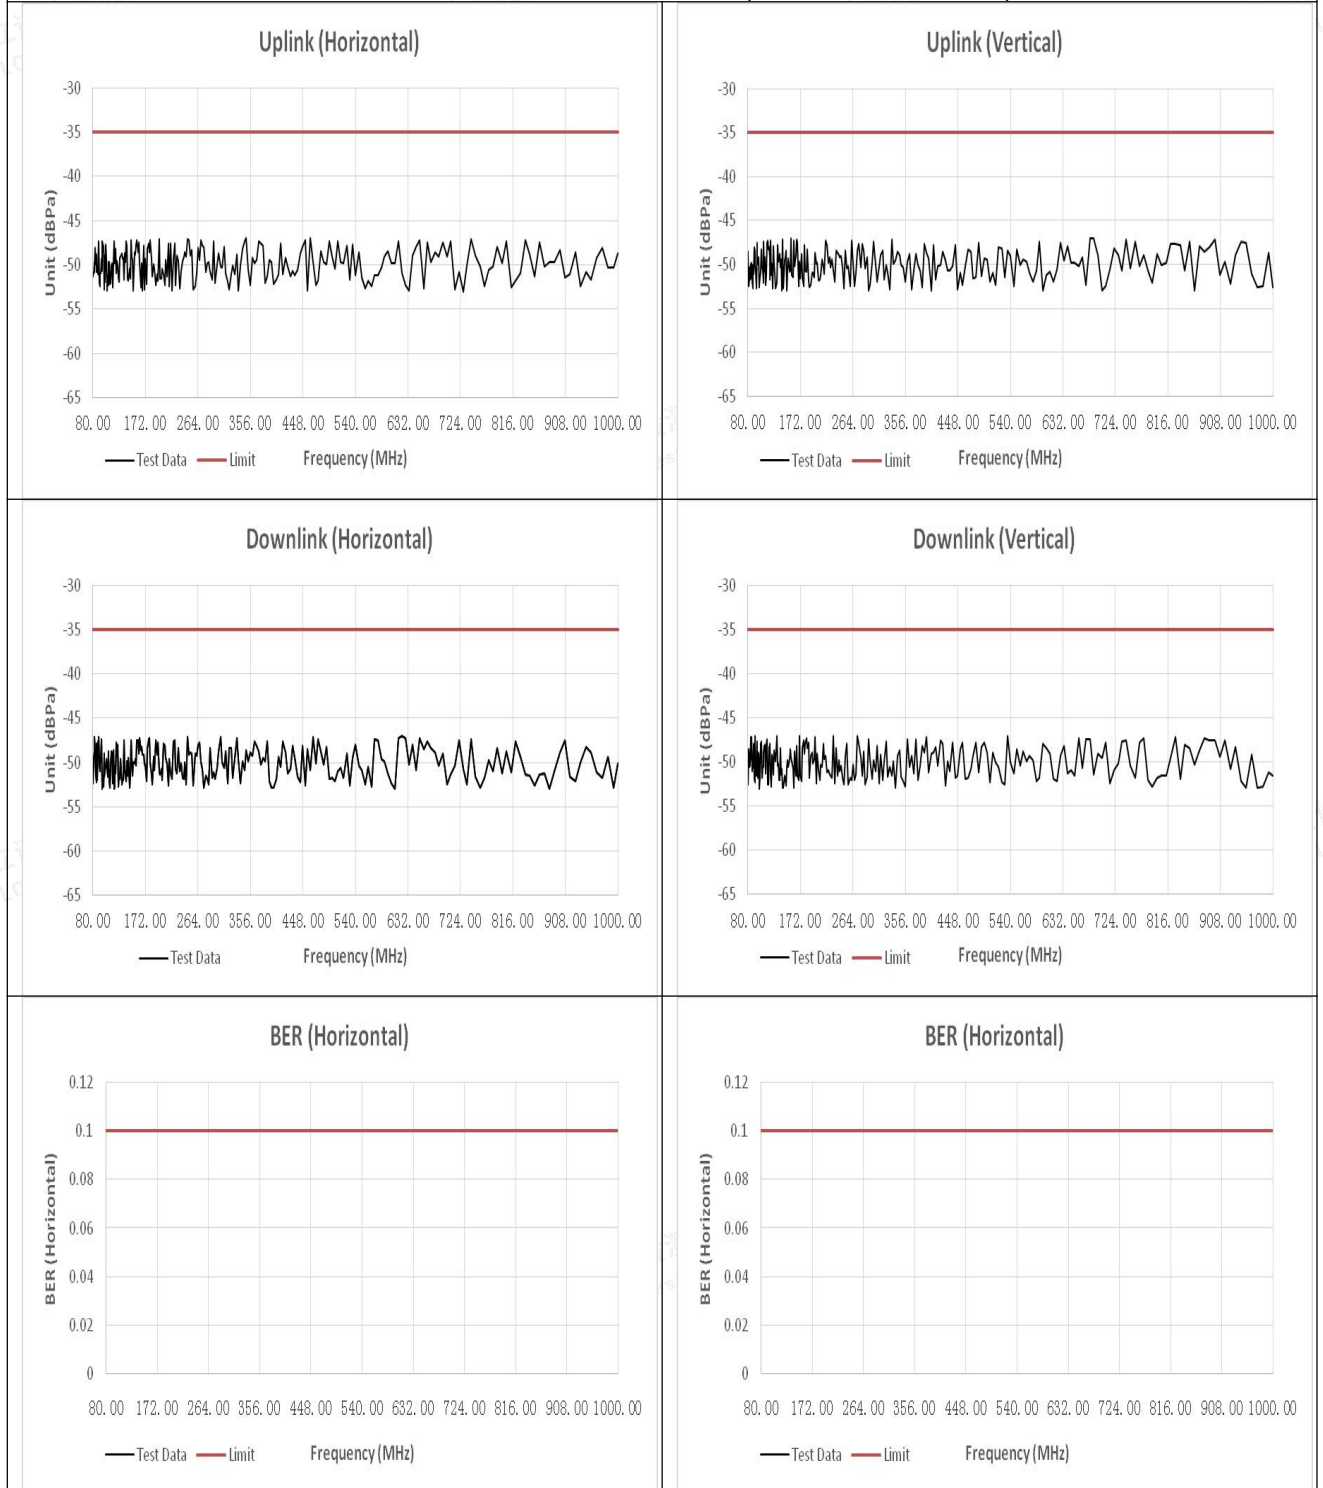 Uplink (Horizontal)
-30
-35
-40
-45
-50
-55
-60
-65
Unit (dBPa)
80.00 172.00 264.00 356.00 448.00 540.00 632.00 724.00 816.00 908.00 1000.00
Test Data Limit Frequency (MHz)
Uplink (Vertical)
-30
-35
-40
-45
-50
-55
-60
-65
Unit (dBPa)
80.00 172.00 264.00 356.00 448.00 540.00 632.00 724.00 816.00 908.00 1000.00
Test Data Limit Frequency (MHz)
Downlink (Horizontal)
-30
-35
-40
-45
-50
-55
-60
-65
Unit (dBPa)
80.00 172.00 264.00 356.00 448.00 540.00 632.00 724.00 816.00 908.00 1000.00
Test Data Frequency (MHz)
Downlink (Vertical)
-30
-35
-40
-45
-50
-55
-60
-65
Unit (dBPa)
80.00 172.00 264.00 356.00 448.00 540.00 632.00 724.00 816.00 908.00 1000.00
Test Data Limit Frequency (MHz)
BER (Horizontal)
0.12
0.1
0.08
0.06
0.04
0.02
0
BER (Horizontal)
80.00 172.00 264.00 356.00 448.00 540.00 632.00 724.00 816.00 908.00 1000.00
Test Data Limit Frequency (MHz)
BER (Horizontal)
0.12
0.1
0.08
0.06
0.04
0.02
0
BER (Horizontal)
80.00 172.00 264.00 356.00 448.00 540.00 632.00 724.00 816.00 908.00 1000.00
Test Data Limit Frequency (MHz)